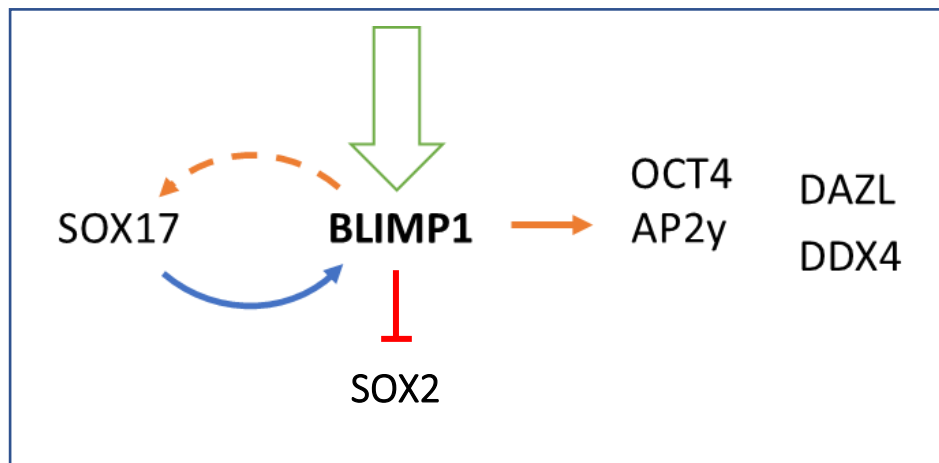 SOX17
BLIMP1
OCT4
AP2y
DAZL
DDX4
SOX2